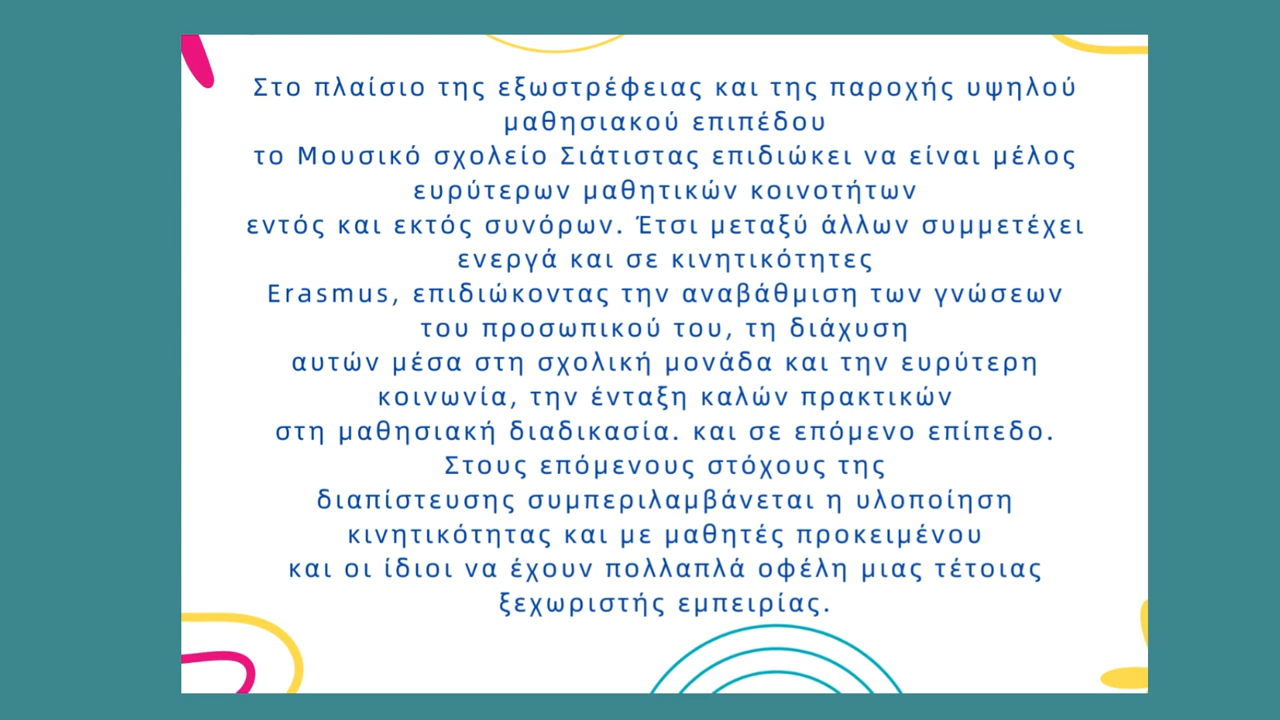 Στο πλαίσιο της εξωστρέφειας και της παροχής υψηλού
μαθησιακού επιπέδου
το Μουσικό σχολείο Σιάτιστας επιδιώκει να είναι μέλος
ευρύτερων μαθητικών κοινοτήτων
εντός και εκτός συνόρων. Έτσι μεταξύ άλλων συμμετέχει
ενεργά και σε κινητικότητες
Erasmus, επιδιώκοντας την αναβάθμιση των γνώσεων
του προσωπικού του, τη διάχυση
αυτών μέσα στη σχολική μονάδα και την ευρύτερη
κοινωνία, την ένταξη καλών πρακτικών
στη μαθησιακή διαδικασία. και σε επόμενο επίπεδο.
Στους επόμενους στόχους της
διαπίστευσης συμπεριλαμβάνεται η υλοποίηση
κινητικότητας και με μαθητές προκειμένου
και οι ίδιοι να έχουν πολλαπλά οφέλη μιας τέτοιας
ξεχωριστής εμπειρίας.